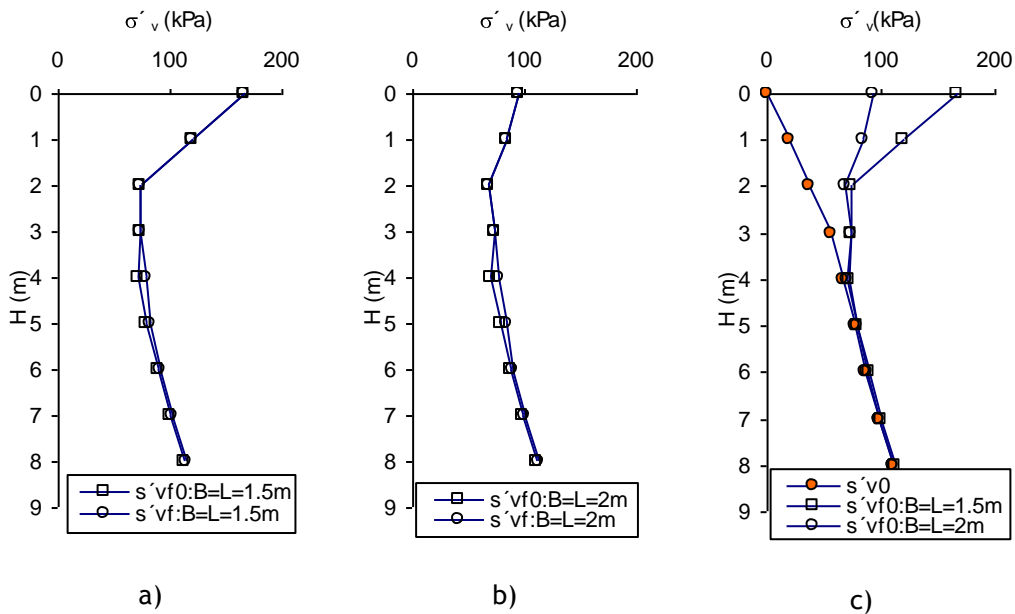 σ´ v (kPa)
0 100 200
0
1
2
3
4
5
6
7
8
9
H (m)
s´vf0:B=L=1.5m
s´vf:B=L=1.5m
a)
σ´ v (kPa)
0 100 200
0
1
2
3
4
5
6
7
8
9
H (m)
s´vf0:B=L=2m
s´vf:B=L=2m
b)
σ´ v (kPa)
0 100 200
0
1
2
3
4
5
6
7
8
9
H (m)
s´v0
s´vf0:B=L=1.5m
s´vf0:B=L=2m
c)